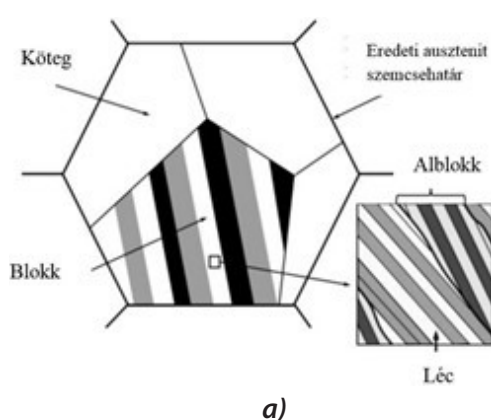 Köteg
Eredeti ausztenit
szemcsehatár
Alblokk
Blokk
Léc
a)